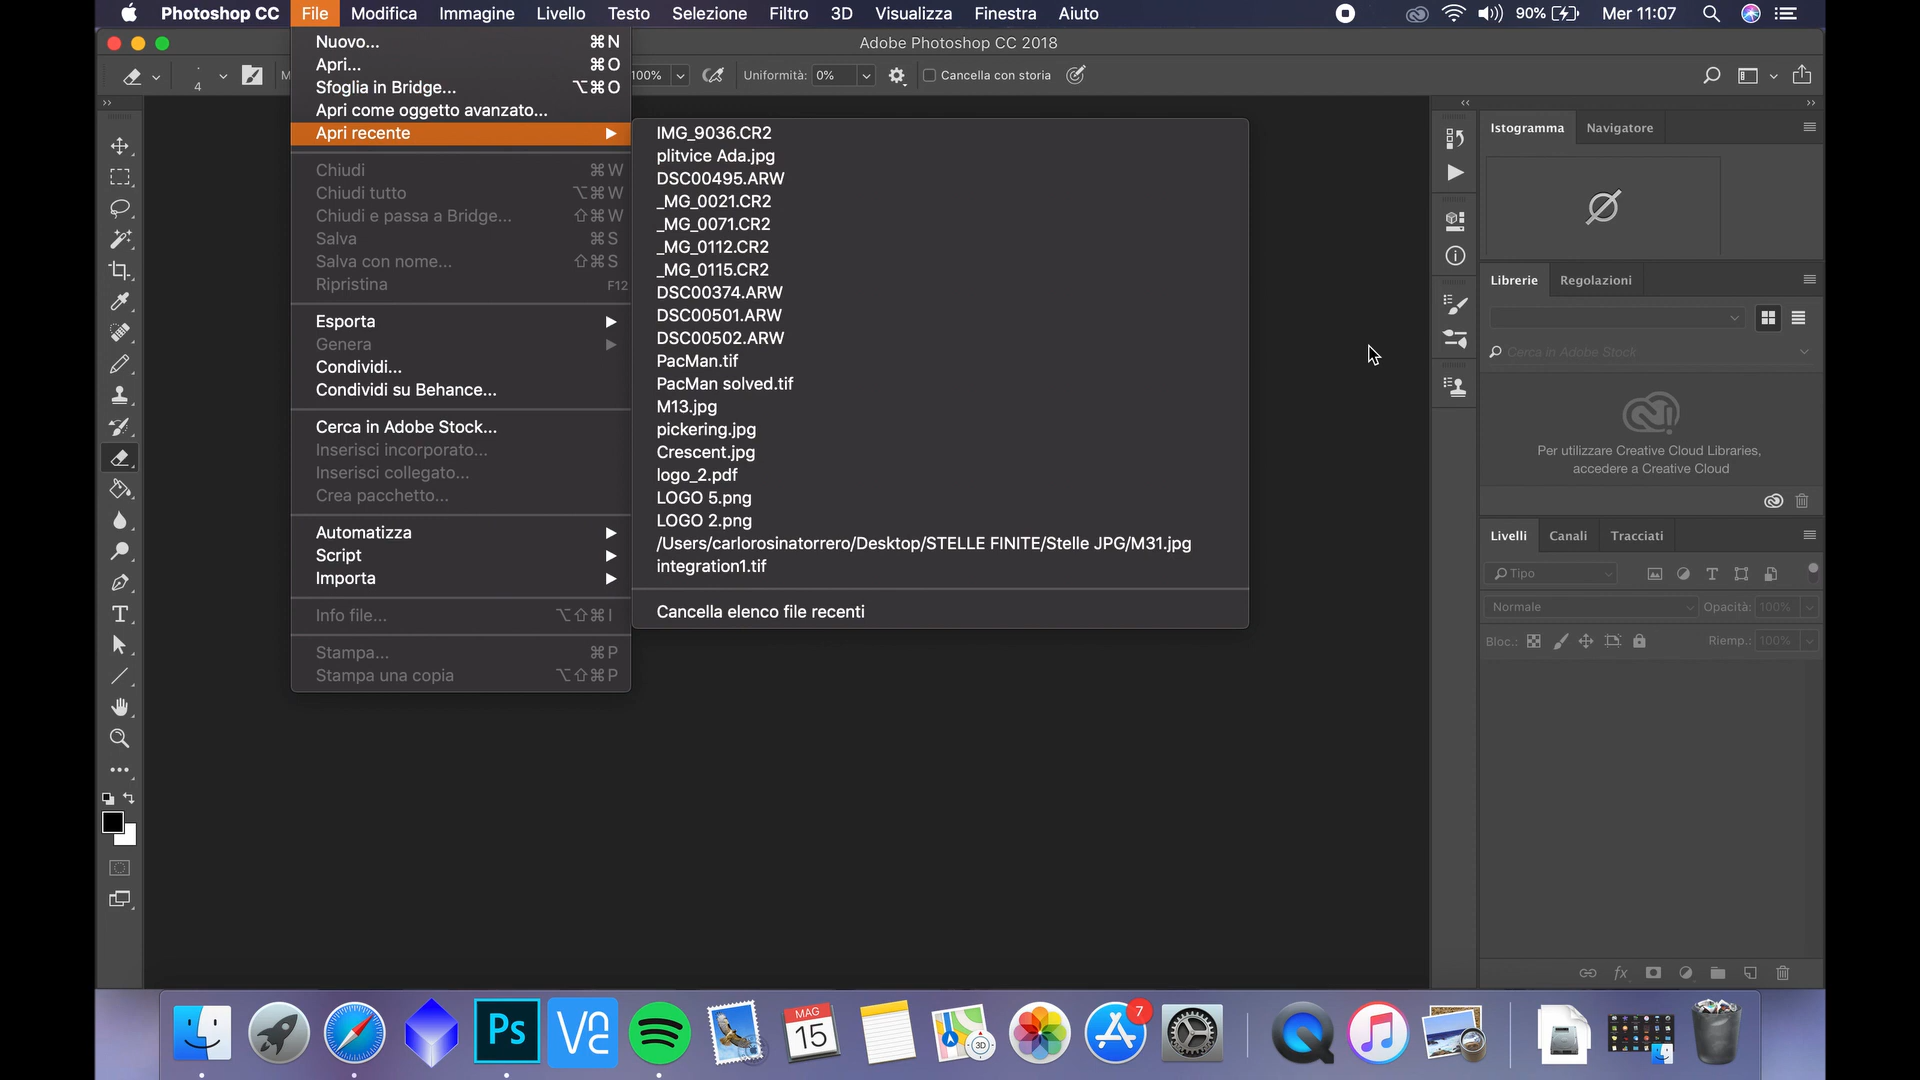 Photoshop CC File Modifica Immagine Livello Testo Selezione Filtro 3D Visualizza Finestra Aiuto 90% Mer 11:07
Adobe Photoshop CC 2018
4 M 100% Uniformità: 0% Cancella con storia
Nuovo... ⌘N
Apri... ⌘O
Sfoglia in Bridge... ⌥⌘O
Apri come oggetto avanzato...
Apri recente
Chiudi ⌘W
Chiudi tutto ⌥⌘W
Chiudi e passa a Bridge... ⇧⌘W
Salva ⌘S
Salva con nome... ⇧⌘S
Ripristina F12
Esporta
Genera
Condividi...
Condividi su Behance...
Cerca in Adobe Stock...
Inserisci incorporato...
Inserisci collegato...
Crea pacchetto...
Automatizza
Script
Importa
Info file... ⌥⇧⌘I
Stampa... ⌘P
Stampa una copia ⌥⇧⌘P
IMG_9036.CR2
plitvice Ada.jpg
DSC00495.ARW
_MG_0021.CR2
_MG_0071.CR2
_MG_0112.CR2
_MG_0115.CR2
DSC00374.ARW
DSC00501.ARW
DSC00502.ARW
PacMan.tif
PacMan solved.tif
M13.jpg
pickering.jpg
Crescent.jpg
logo_2.pdf
LOGO 5.png
LOGO 2.png
/Users/carlorosinatorrero/Desktop/STELLE FINITE/Stelle JPG/M31.jpg
integration1.tif
Cancella elenco file recenti
Istogramma Navigatore
Librerie Regolazioni
Cerca in Adobe Stock
Per utilizzare Creative Cloud Libraries,
accedere a Creative Cloud
Livelli Canali Tracciati
Tipo
Normale Opacità: 100%
Bloc.: Riemp.: 100%
Ps
MAG
15
3D
7